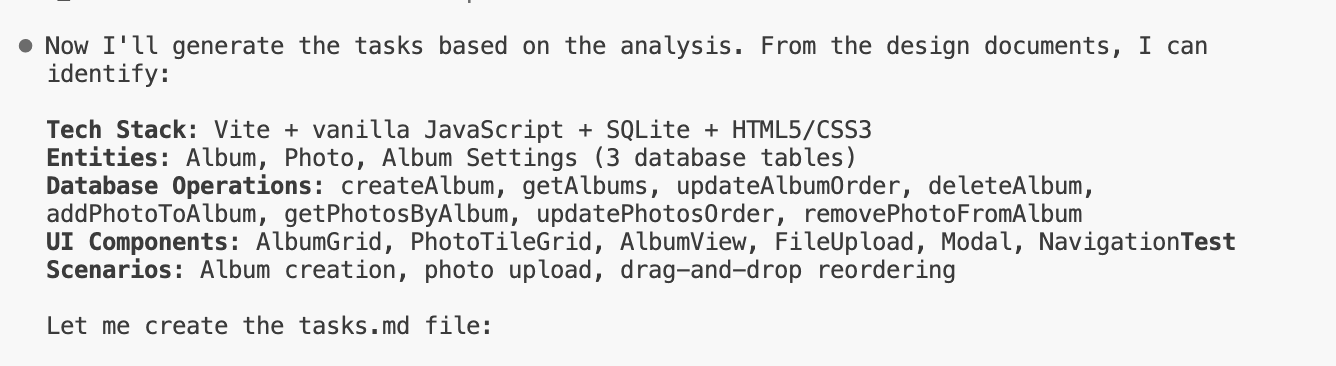 Now I'll generate the tasks based on the analysis. From the design documents, I can
identify:
Tech Stack: Vite + vanilla JavaScript + SQLite + HTML5/CSS3
Entities: Album, Photo, Album Settings (3 database tables)
Database Operations: createAlbum, getAlbums, updateAlbumOrder, deleteAlbum,
addPhotoToAlbum, getPhotosByAlbum, updatePhotosOrder, removePhotoFromAlbum
UI Components: AlbumGrid, PhotoTileGrid, AlbumView, FileUpload, Modal, NavigationTest
Scenarios: Album creation, photo upload, drag-and-drop reordering
Let me create the tasks.md file: